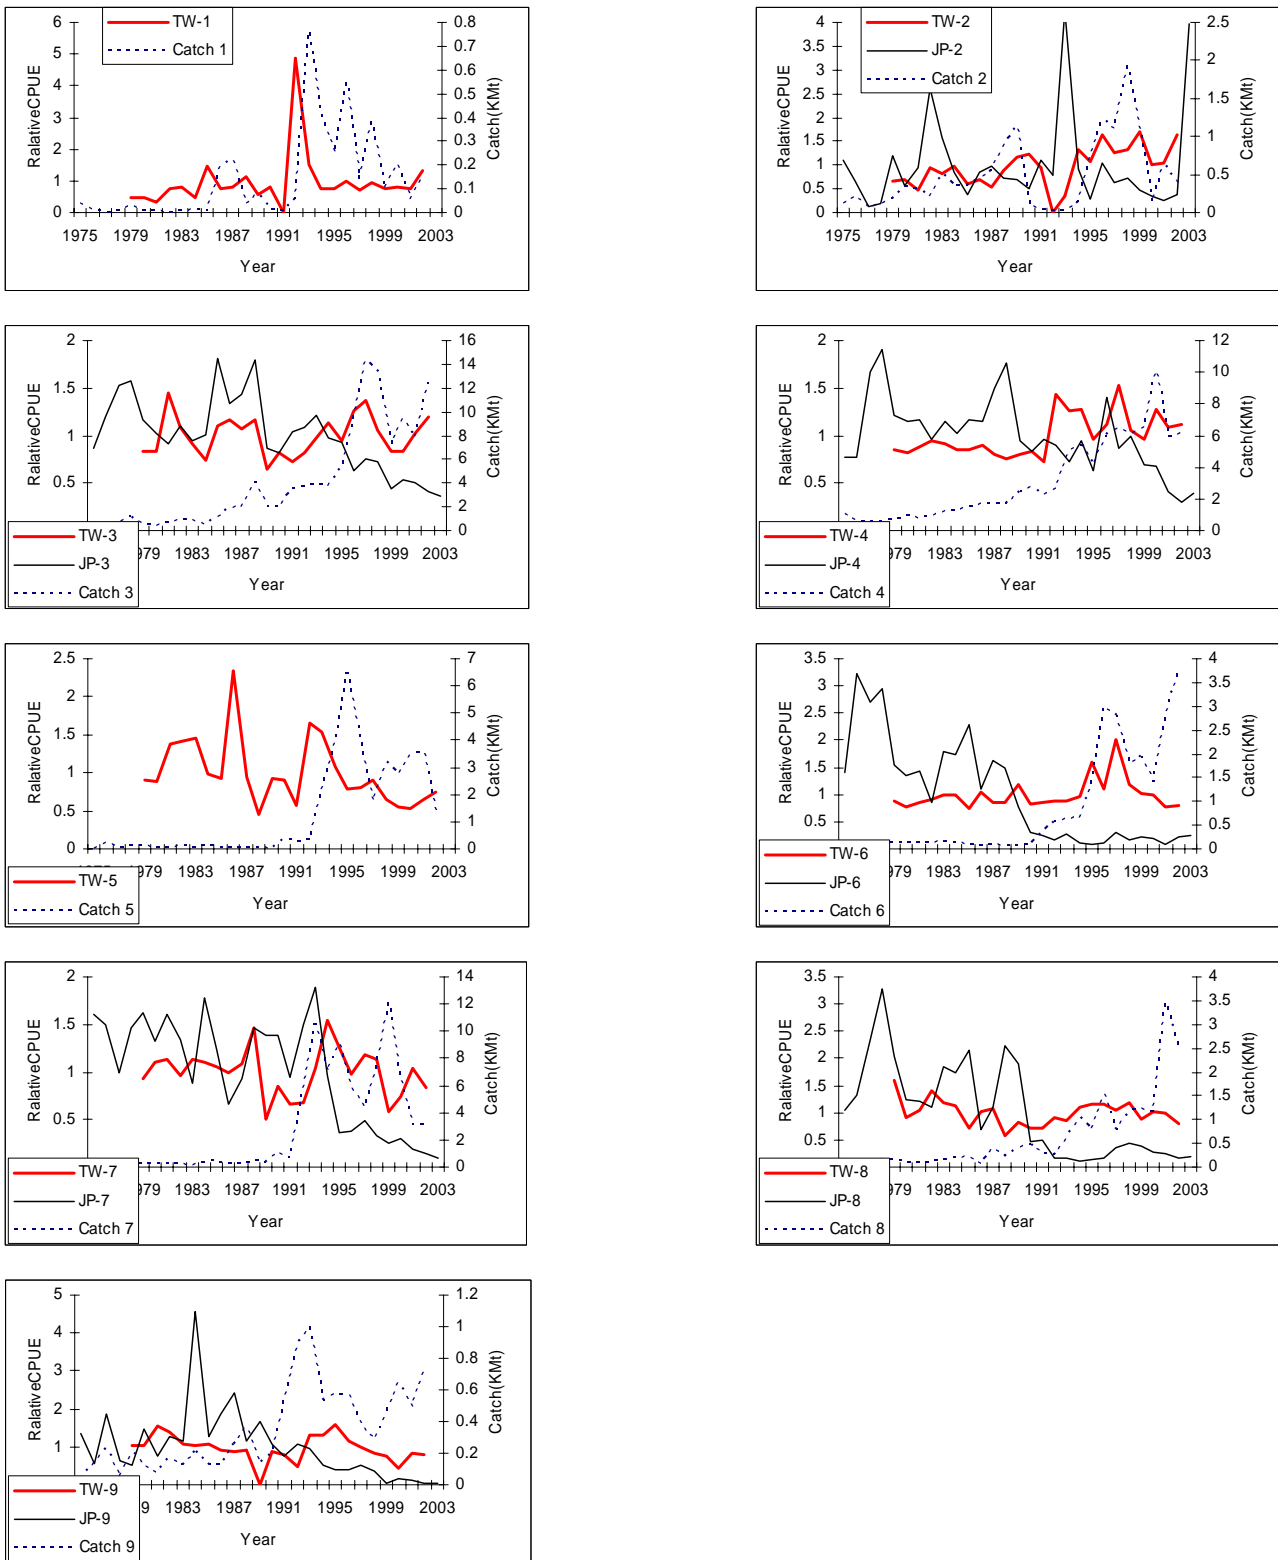 TW-1
Catch 1
RalativeCPUE
6
5
4
3
2
1
0
0.8
0.7
0.6
0.5
0.4
0.3
0.2
0.1
0
Catch(KMt)
1975 1979 1983 1987 1991 1995 1999 2003
Year
TW-2
JP-2
Catch 2
RalativeCPUE
4
3.5
3
2.5
2
1.5
1
0.5
0
2.5
2
1.5
1
0.5
0
Catch(KMt)
1975 1979 1983 1987 1991 1995 1999 2003
Year
RalativeCPUE
2
1.5
1
0.5
16
14
12
10
8
6
4
2
0
Catch(KMt)
979 1983 1987 1991 1995 1999 2003
Year
TW-3
JP-3
Catch 3
RalativeCPUE
2
1.5
1
0.5
12
10
8
6
4
2
0
Catch(KMt)
979 1983 1987 1991 1995 1999 2003
Year
TW-4
JP-4
Catch 4
RalativeCPUE
2.5
2
1.5
1
0.5
0
7
6
5
4
3
2
1
0
Catch(KMt)
979 1983 1987 1991 1995 1999 2003
Year
TW-5
Catch 5
RalativeCPUE
3.5
3
2.5
2
1.5
1
0.5
4
3.5
3
2.5
2
1.5
1
0.5
0
Catch(KMt)
979 1983 1987 1991 1995 1999 2003
Year
TW-6
JP-6
Catch 6
RalativeCPUE
2
1.5
1
0.5
14
12
10
8
6
4
2
0
Catch(KMt)
979 1983 1987 1991 1995 1999 2003
Year
TW-7
JP-7
Catch 7
RalativeCPUE
3.5
3
2.5
2
1.5
1
0.5
4
3.5
3
2.5
2
1.5
1
0.5
0
Catch(KMt)
979 1983 1987 1991 1995 1999 2003
Year
TW-8
JP-8
Catch 8
RalativeCPUE
5
4
3
2
1
1.2
1
0.8
0.6
0.4
0.2
0
Catch(KMt)
9 1983 1987 1991 1995 1999 2003
Year
TW-9
JP-9
Catch 9